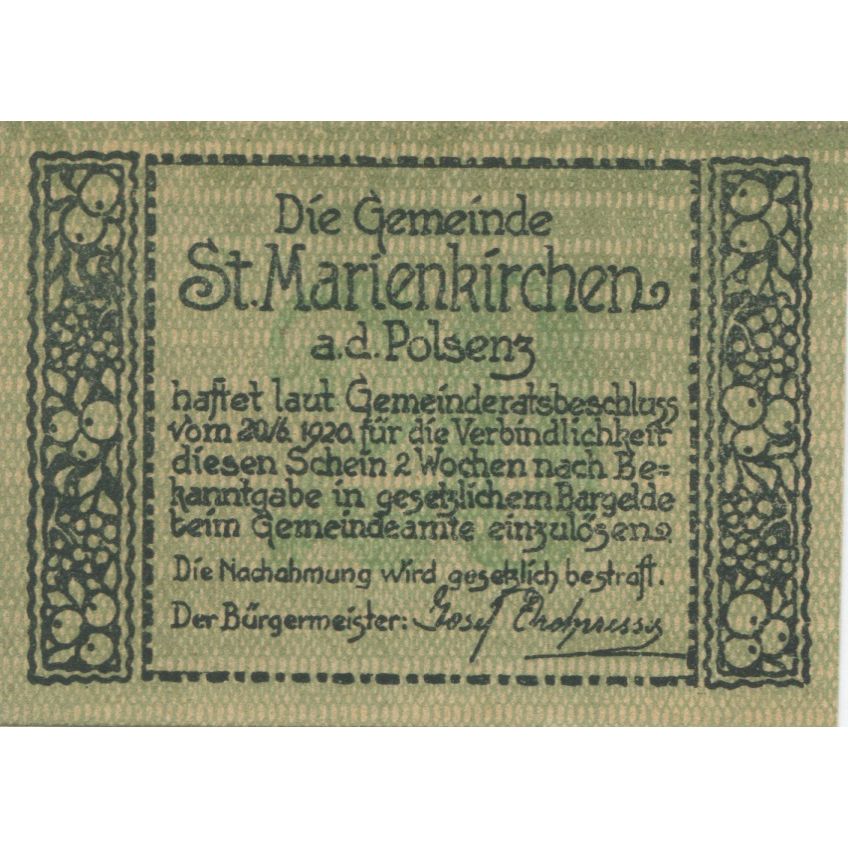 Die Gemeinde
St. Marienkirchen
a.d. Polsenz
haftet laut Gemeinderatsbeschluss
vom 20/6. 1920 für die Verbindlichkeit
diesen Schein 2 Wochen nach Be=
kanntgabe in gesetzlichem Bargelde
beim Gemeindeamte einzulösen.
Die Nachahmung wird gesetzlich bestraft.
Der Bürgermeister: Josef